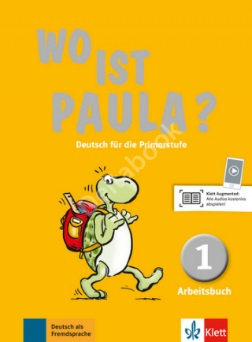 WO
IST
PAULA?
Deutsch für die Primarstufe
Klett Augmented:
Alle Audios kostenlos
abspielen!
1
Arbeitsbuch
Deutsch als
Fremdsprache
Klett